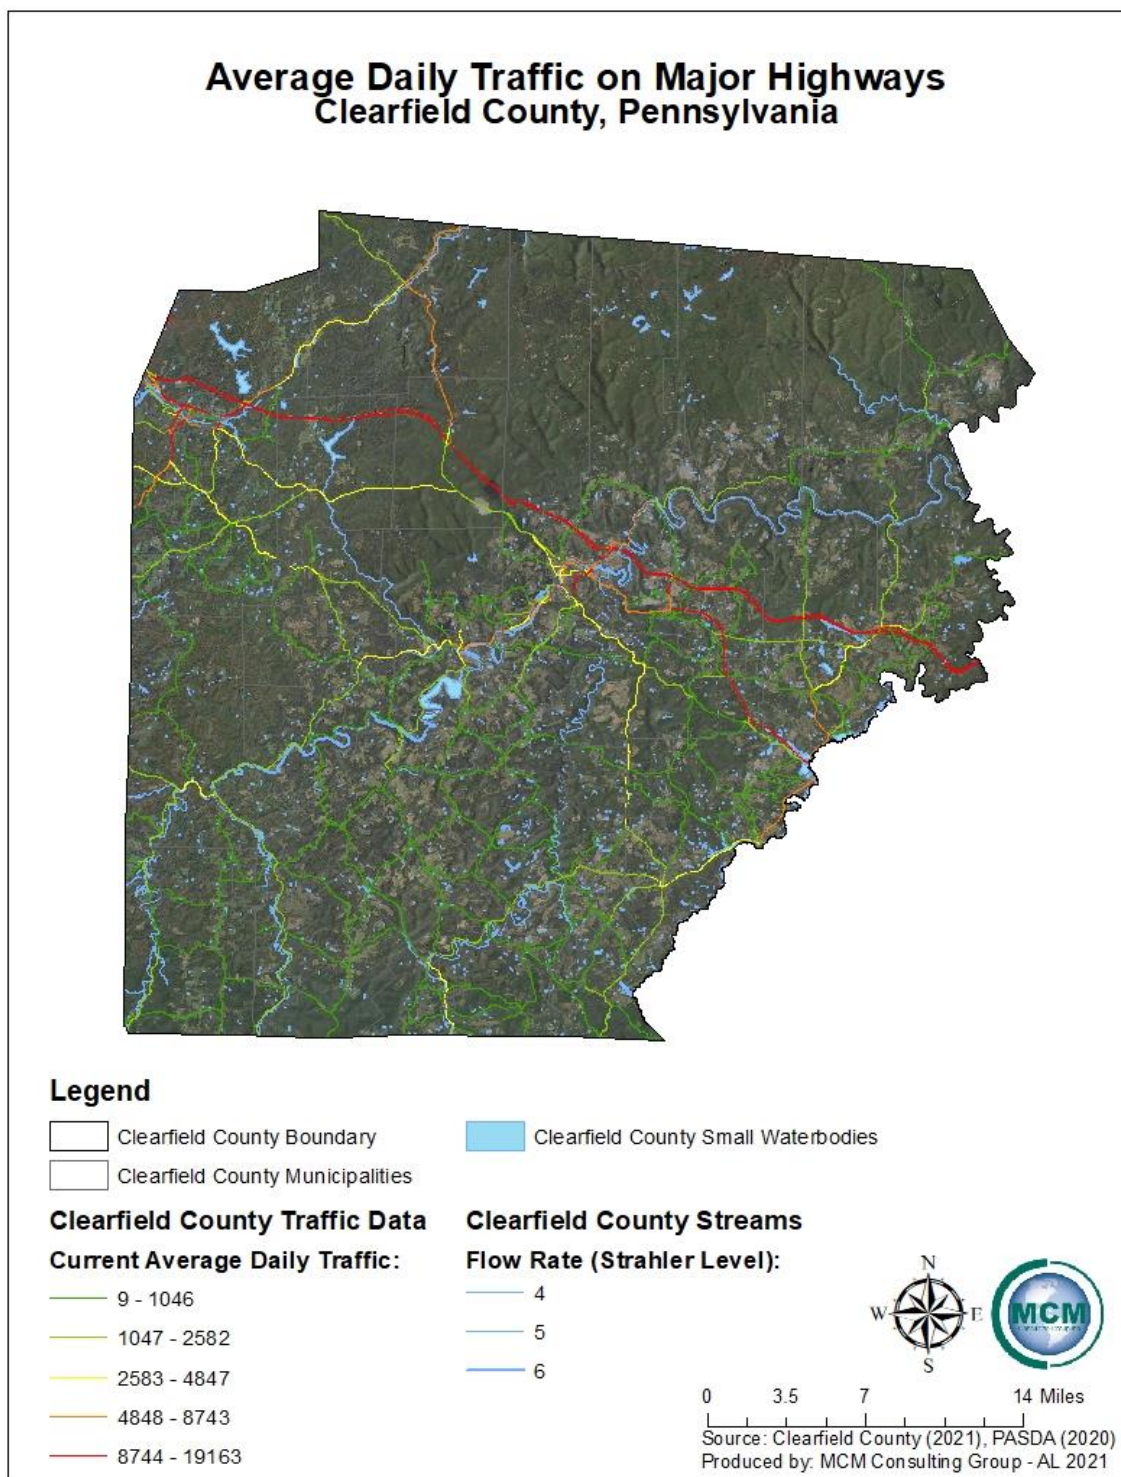 Average Daily Traffic on Major Highways
Clearfield County, Pennsylvania
Legend
Clearfield County Boundary
Clearfield County Small Waterbodies
Clearfield County Municipalities
Clearfield County Traffic Data
Current Average Daily Traffic:
9 - 1046
1047 - 2582
2583 - 4847
4848 - 8743
8744 - 19163
Clearfield County Streams
Flow Rate (Strahler Level):
4
5
6
N
W E
S
MCM
0 3.5 7 14 Miles
Source: Clearfield County (2021), PASDA (2020)
Produced by: MCM Consulting Group - AL 2021